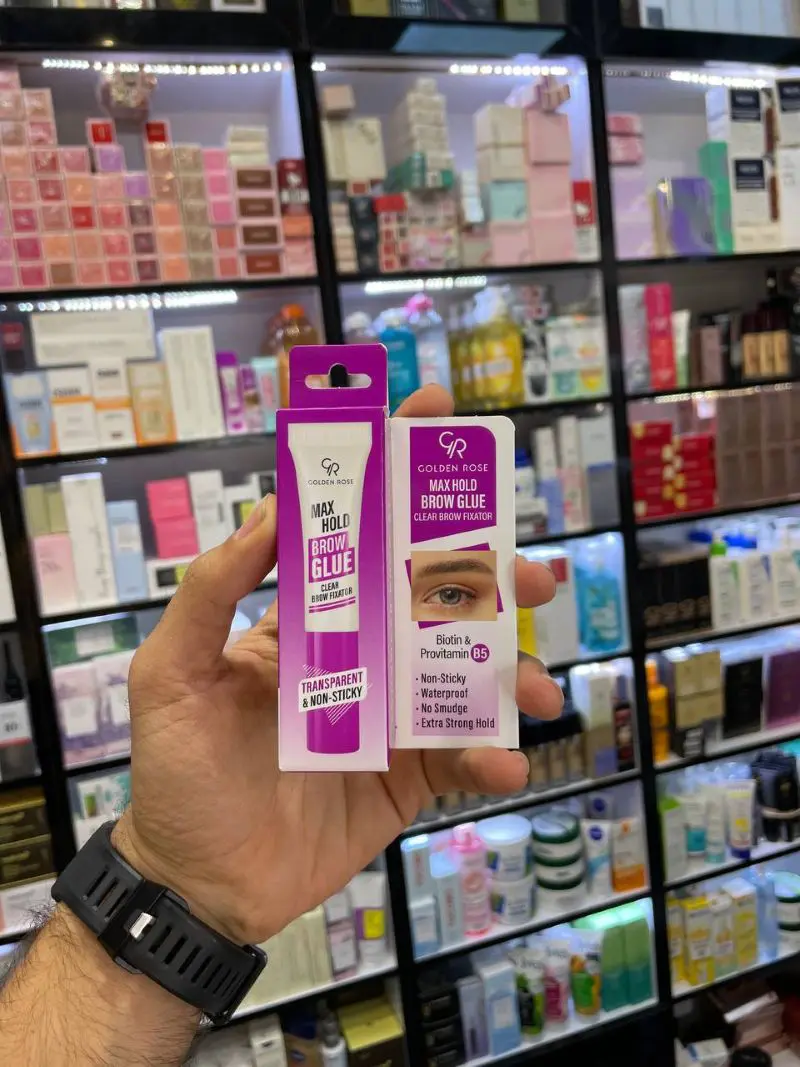 GR
GOLDEN ROSE
MAX
HOLD
BROW
GLUE
CLEAR
BROW FIXATOR
TRANSPARENT
& NON-STICKY
GR
GOLDEN ROSE
MAX HOLD
BROW GLUE
CLEAR BROW FIXATOR
Biotin &
Provitamin B5
• Non-Sticky
• Waterproof
• No Smudge
• Extra Strong Hold